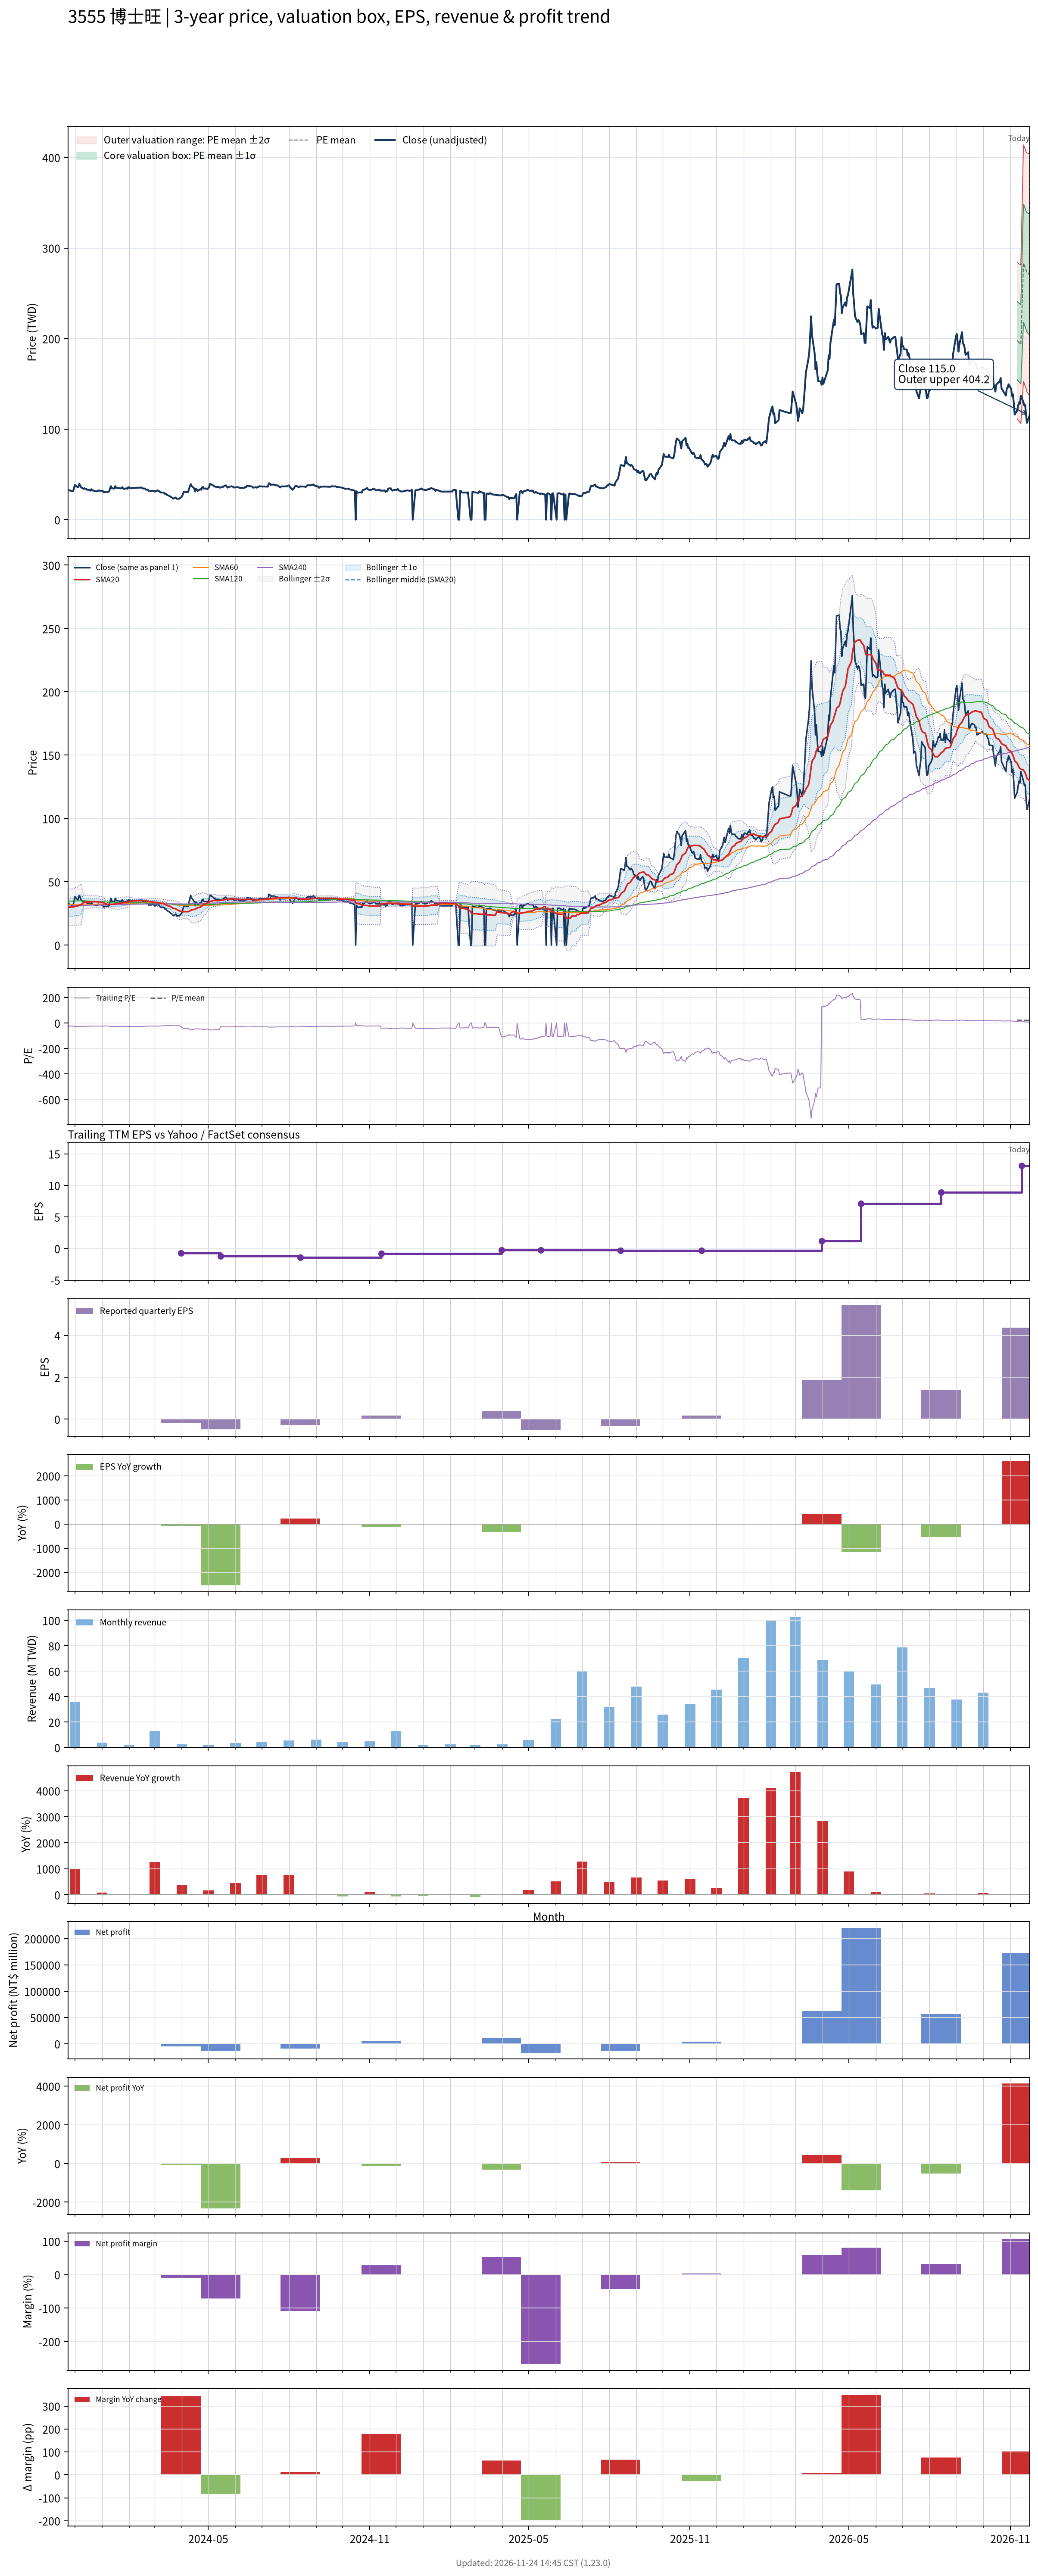 3555 博士旺 | 3-year price, valuation box, EPS, revenue & profit trend
Outer valuation range: PE mean ±2σ
PE mean
Close (unadjusted)
Core valuation box: PE mean ±1σ
Today
400
300
200
100
0
Price (TWD)
Close 115.0
Outer upper 404.2
Close (same as panel 1)
SMA60
SMA240
Bollinger ±1σ
SMA20
SMA120
Bollinger ±2σ
Bollinger middle (SMA20)
300
250
200
150
100
50
0
Price
Trailing P/E
P/E mean
200
0
-200
-400
-600
P/E
Trailing TTM EPS vs Yahoo / FactSet consensus
Today
15
10
5
0
-5
EPS
Reported quarterly EPS
4
2
0
EPS
EPS YoY growth
2000
1000
0
-1000
-2000
YoY (%)
Monthly revenue
100
80
60
40
20
0
Revenue (M TWD)
Revenue YoY growth
4000
3000
2000
1000
0
YoY (%)
Month
Net profit
200000
150000
100000
50000
0
Net profit (NT$ million)
Net profit YoY
4000
2000
0
-2000
YoY (%)
Net profit margin
100
0
-100
-200
Margin (%)
Margin YoY change
300
200
100
0
-100
-200
Δ margin (pp)
2024-05
2024-11
2025-05
2025-11
2026-05
2026-11
Updated: 2026-11-24 14:45 CST (1.23.0)